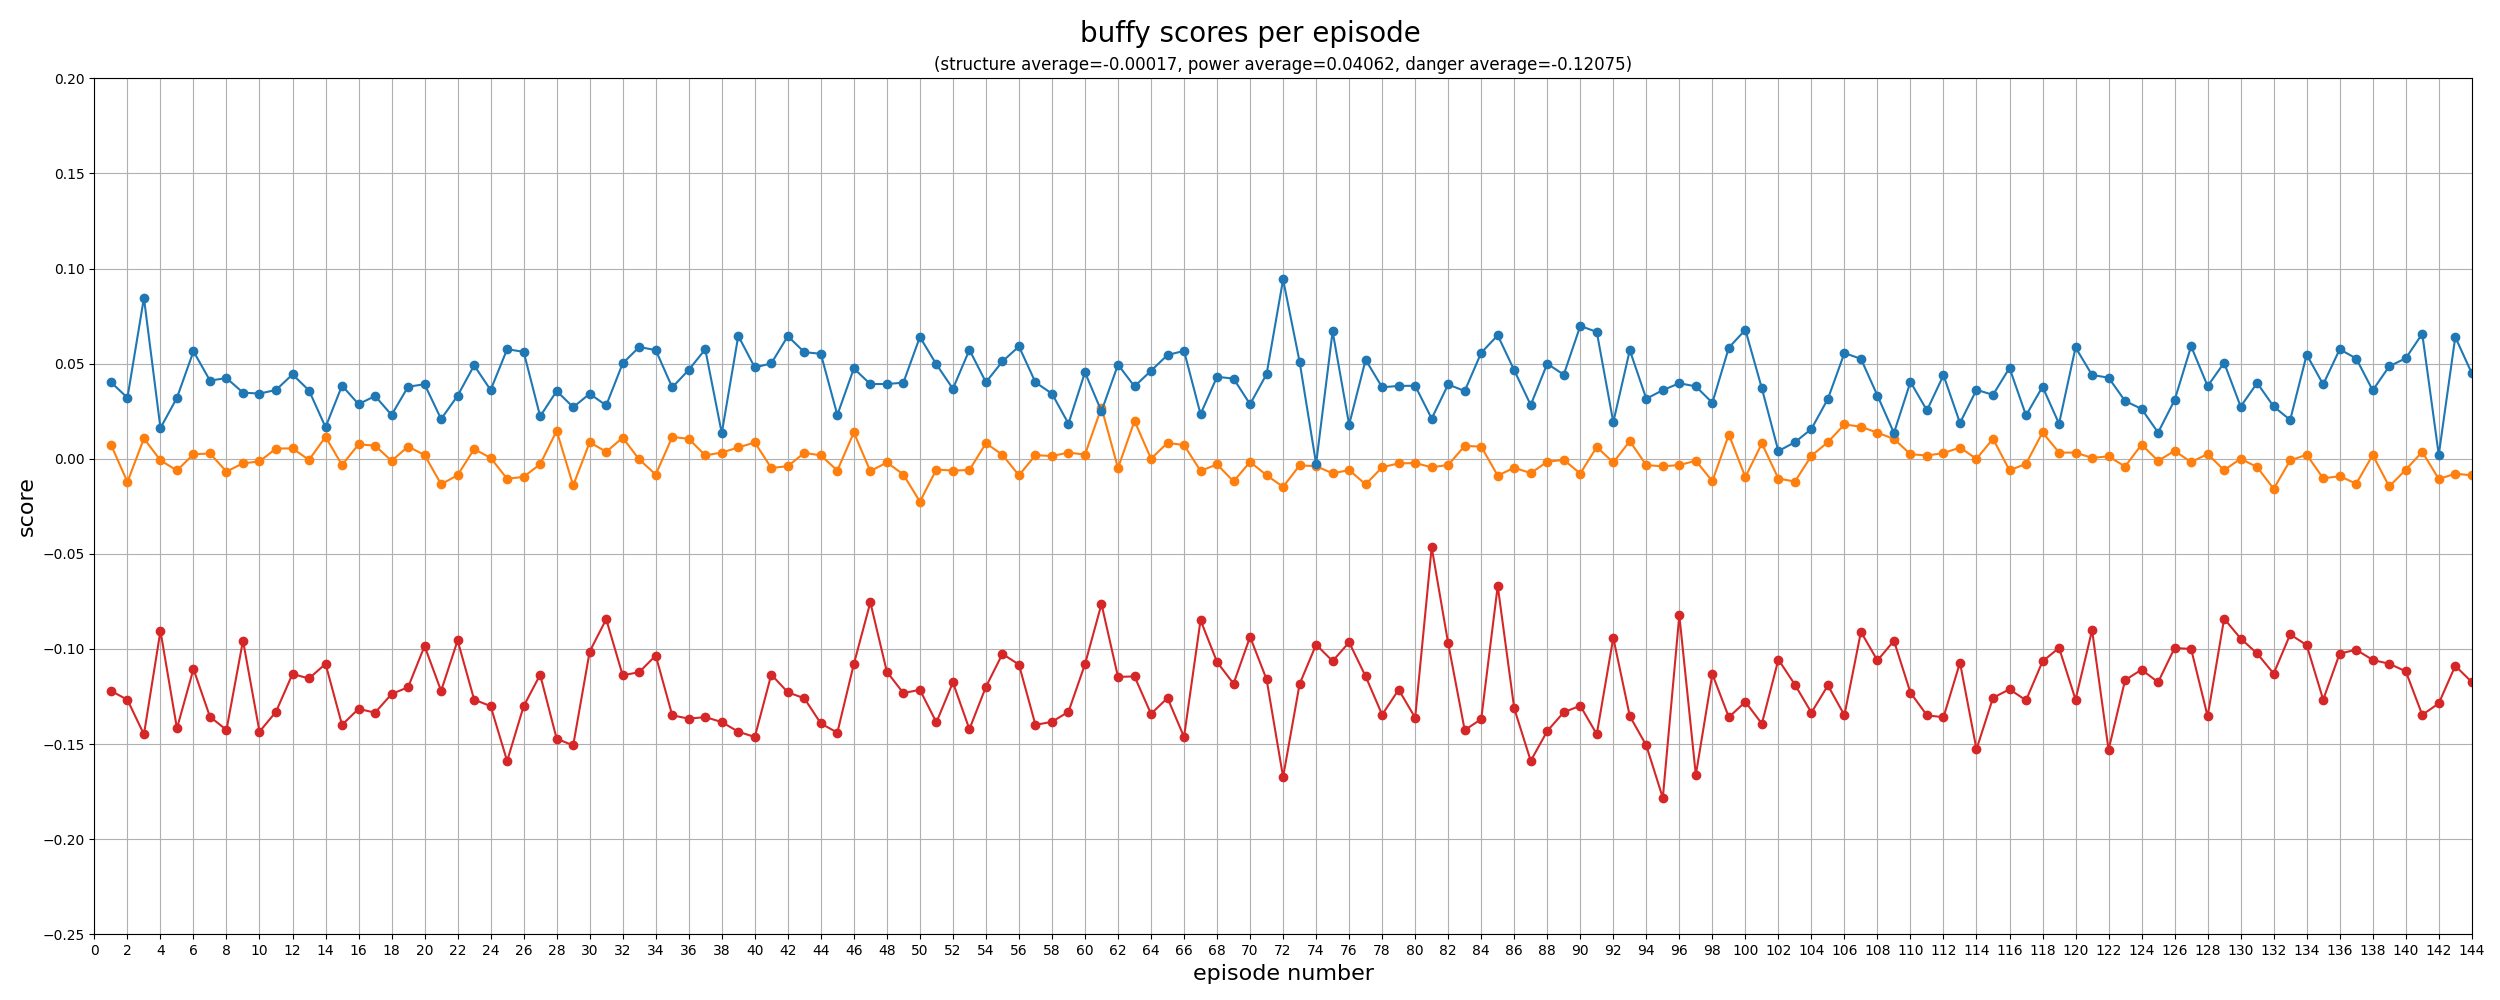 buffy scores per episode
(structure average=-0.00017, power average=0.04062, danger average=-0.12075)
0.20
0.15
0.10
0.05
0.00
−0.05
−0.10
−0.15
−0.20
−0.25
score
0 2 4 6 8 10 12 14 16 18 20 22 24 26 28 30 32 34 36 38 40 42 44 46 48 50 52 54 56 58 60 62 64 66 68 70 72 74 76 78 80 82 84 86 88 90 92 94 96 98 100 102 104 106 108 110 112 114 116 118 120 122 124 126 128 130 132 134 136 138 140 142 144
episode number